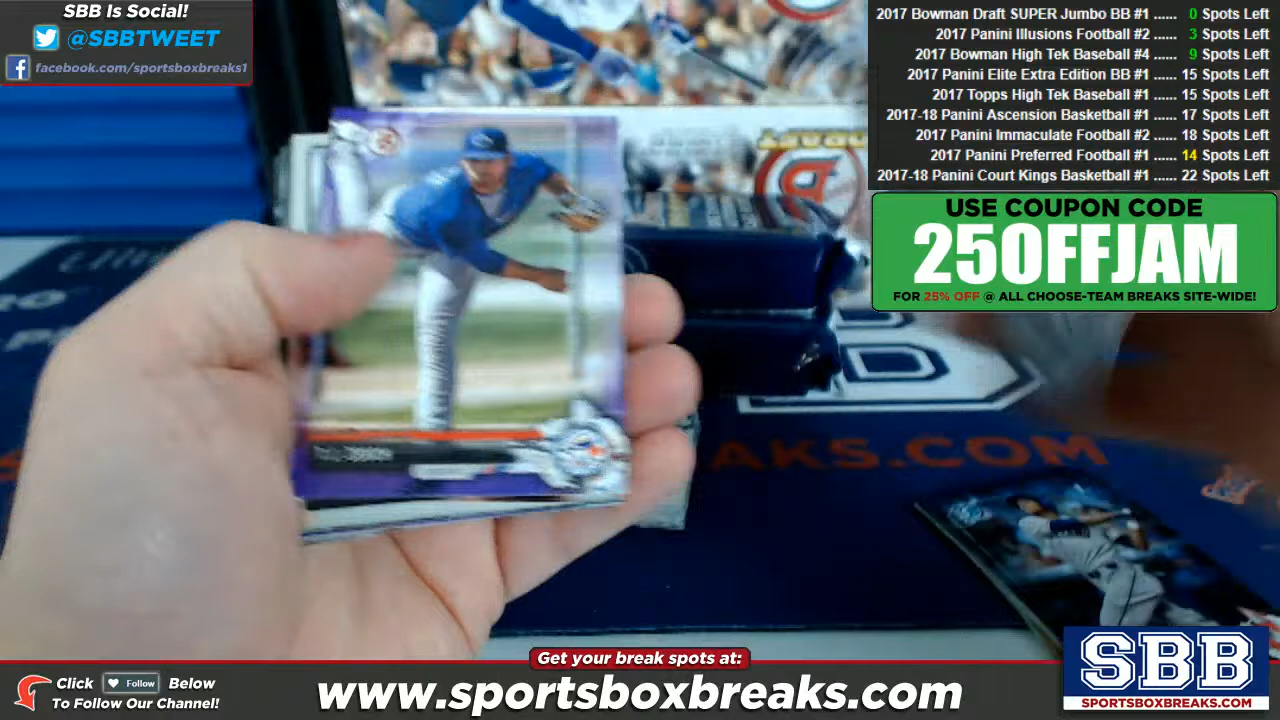 SBB Is Social!
@SBBTWEET
facebook.com/sportsboxbreaks1
2017 Bowman Draft SUPER Jumbo BB #1 ...... 0 Spots Left
2017 Panini Illusions Football #2 ...... 3 Spots Left
2017 Bowman High Tek Baseball #4 ...... 9 Spots Left
2017 Panini Elite Extra Edition BB #1 ...... 15 Spots Left
2017 Topps High Tek Baseball #1 ...... 15 Spots Left
2017-18 Panini Ascension Basketball #1 ...... 17 Spots Left
2017 Panini Immaculate Football #2 ...... 18 Spots Left
2017 Panini Preferred Football #1 ...... 14 Spots Left
2017-18 Panini Court Kings Basketball #1 ...... 22 Spots Left
USE COUPON CODE
25OFFJAM
FOR 25% OFF @ ALL CHOOSE-TEAM BREAKS SITE-WIDE!
DRAFT
B
AKS.COM
Get your break spots at:
www.sportsboxbreaks.com
Click Follow Below
To Follow Our Channel!
SBB
SPORTSBOXBREAKS.COM